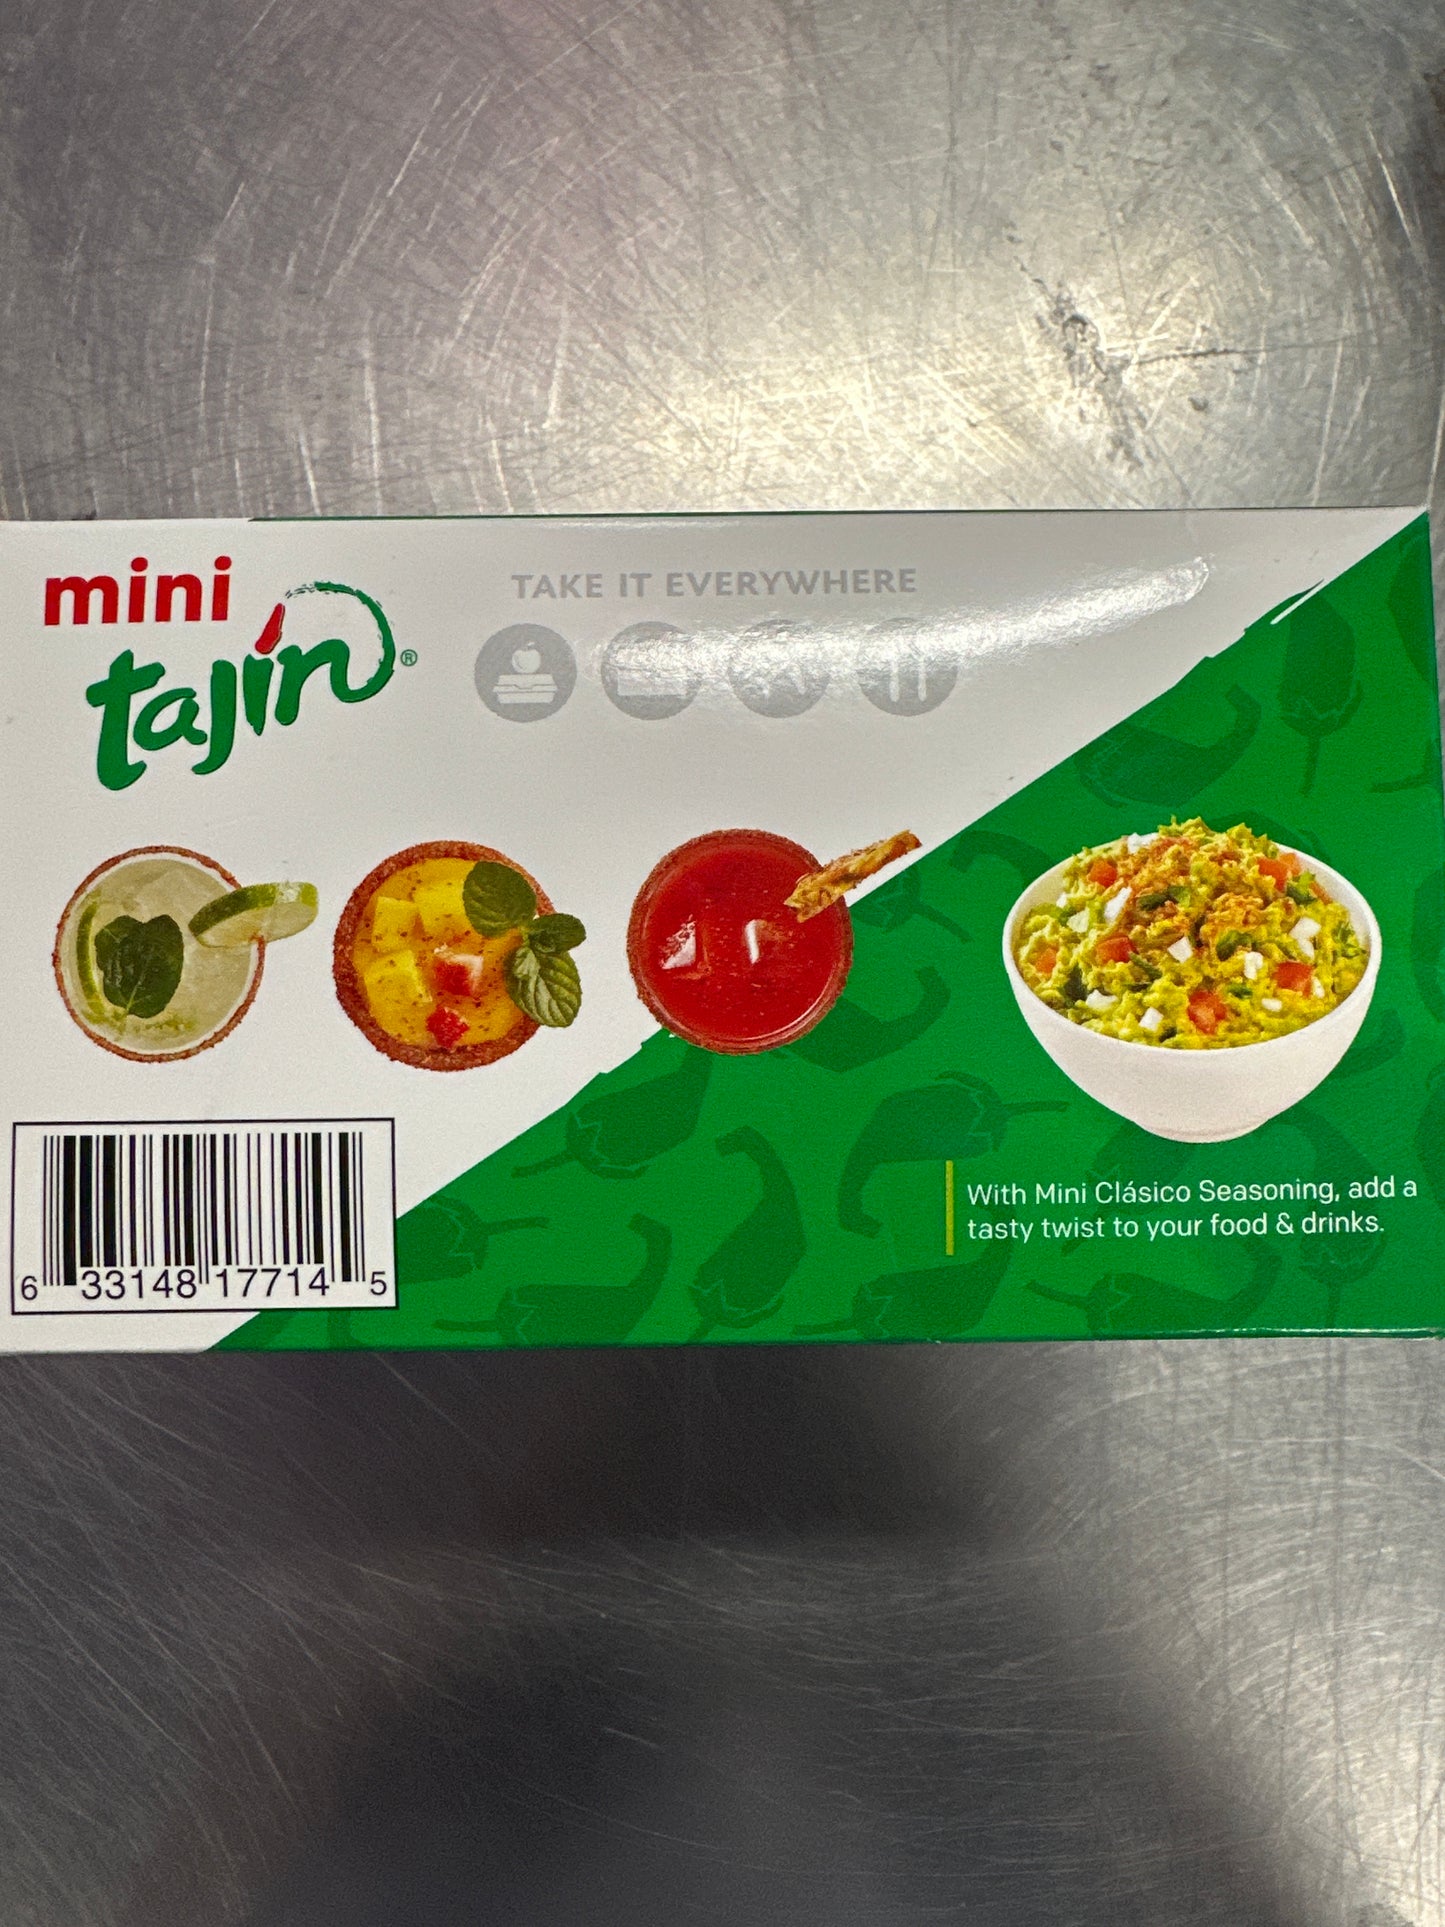 mini
tajín®
TAKE IT EVERYWHERE
With Mini Clásico Seasoning, add a
tasty twist to your food & drinks.
6 33148 17714 5